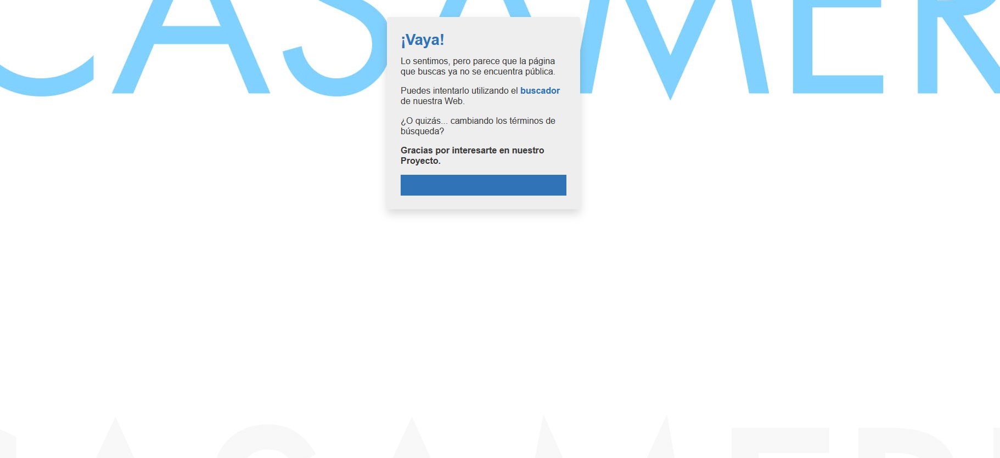 CASAMER
¡Vaya!
Lo sentimos, pero parece que la página
que buscas ya no se encuentra pública.
Puedes intentarlo utilizando el buscador
de nuestra Web.
¿O quizás... cambiando los términos de
búsqueda?
Gracias por interesarte en nuestro
Proyecto.